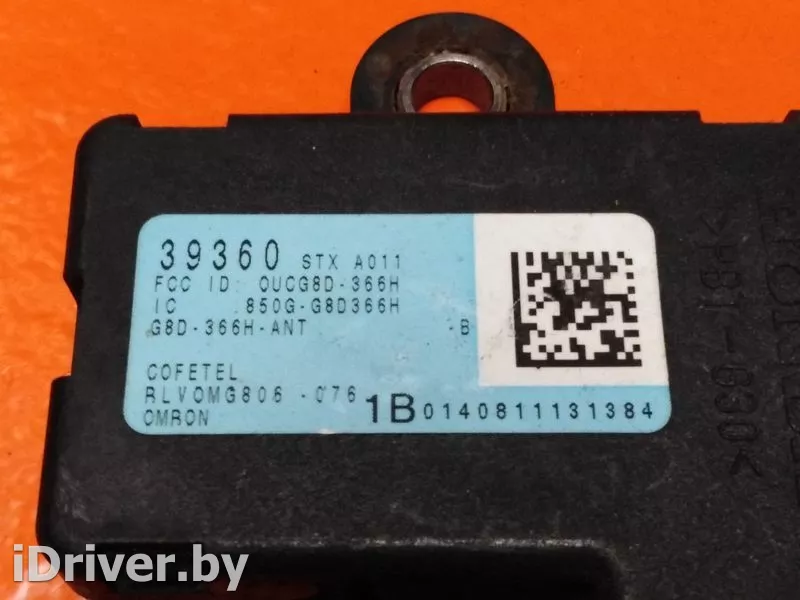 39360 STX A011
FCC ID: OUCG8D-366H
IC :850G-G8D366H
G8D-366H-ANT -B
COFETEL
RLVOMG806-076
OMRON
1B0140811131384
iDriver.by